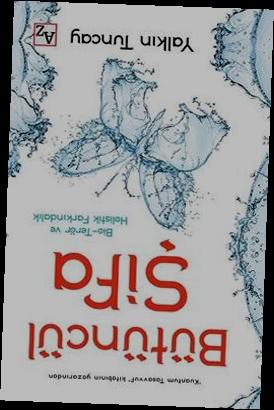 "Kuantum Tasavvuf" kitabının yazarından
Bütüncül
Şifa
Bio-Terör ve
Holistik Farkındalık
Yalkın Tuncay
Az